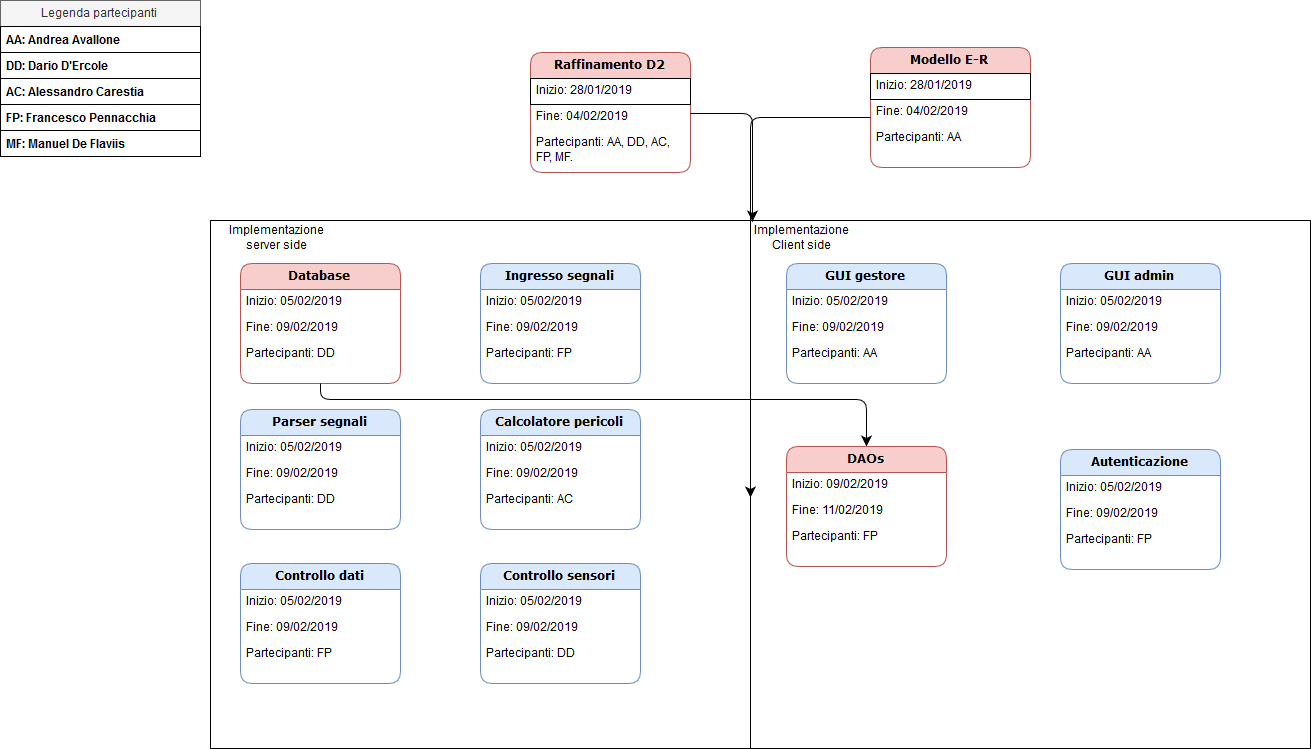 Legenda partecipanti
AA: Andrea Avallone
DD: Dario D'Ercole
AC: Alessandro Carestia
FP: Francesco Pennacchia
MF: Manuel De Flaviis
Raffinamento D2
Inizio: 28/01/2019
Fine: 04/02/2019
Partecipanti: AA, DD, AC,
FP, MF.
Modello E-R
Inizio: 28/01/2019
Fine: 04/02/2019
Partecipanti: AA
Implementazione
server side
Database
Inizio: 05/02/2019
Fine: 09/02/2019
Partecipanti: DD
Ingresso segnali
Inizio: 05/02/2019
Fine: 09/02/2019
Partecipanti: FP
Parser segnali
Inizio: 05/02/2019
Fine: 09/02/2019
Partecipanti: DD
Calcolatore pericoli
Inizio: 05/02/2019
Fine: 09/02/2019
Partecipanti: AC
Controllo dati
Inizio: 05/02/2019
Fine: 09/02/2019
Partecipanti: FP
Controllo sensori
Inizio: 05/02/2019
Fine: 09/02/2019
Partecipanti: DD
Implementazione
Client side
GUI gestore
Inizio: 05/02/2019
Fine: 09/02/2019
Partecipanti: AA
GUI admin
Inizio: 05/02/2019
Fine: 09/02/2019
Partecipanti: AA
DAOs
Inizio: 09/02/2019
Fine: 11/02/2019
Partecipanti: FP
Autenticazione
Inizio: 05/02/2019
Fine: 09/02/2019
Partecipanti: FP